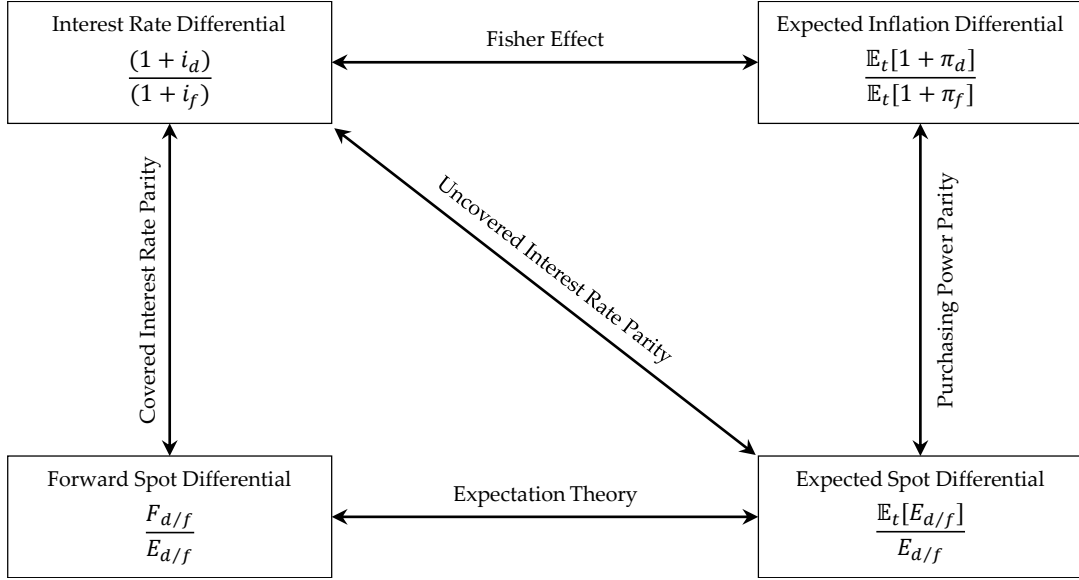 Interest Rate Differential
(1 + i_d)
(1 + i_f)
Fisher Effect
Expected Inflation Differential
𝔼_t[1 + π_d]
𝔼_t[1 + π_f]
Covered Interest Rate Parity
Uncovered Interest Rate Parity
Purchasing Power Parity
Forward Spot Differential
F_{d/f}
E_{d/f}
Expectation Theory
Expected Spot Differential
𝔼_t[E_{d/f}]
E_{d/f}